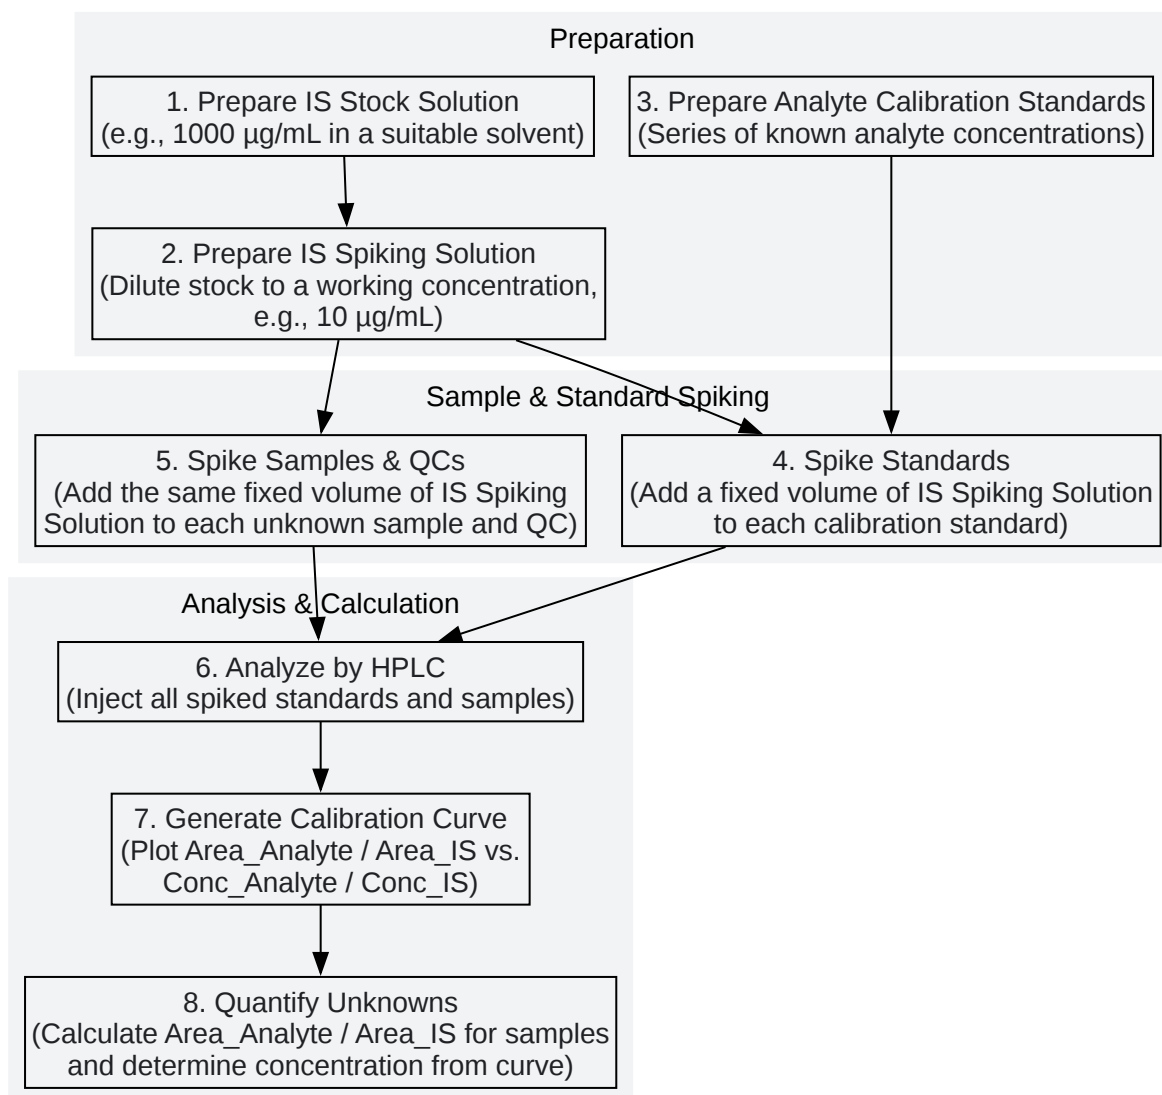 Preparation
1. Prepare IS Stock Solution
(e.g., 1000 µg/mL in a suitable solvent)
3. Prepare Analyte Calibration Standards
(Series of known analyte concentrations)
2. Prepare IS Spiking Solution
(Dilute stock to a working concentration,
e.g., 10 µg/mL)
Sample & Standard Spiking
5. Spike Samples & QCs
(Add the same fixed volume of IS Spiking
Solution to each unknown sample and QC)
4. Spike Standards
(Add a fixed volume of IS Spiking Solution
to each calibration standard)
Analysis & Calculation
6. Analyze by HPLC
(Inject all spiked standards and samples)
7. Generate Calibration Curve
(Plot Area_Analyte / Area_IS vs.
Conc_Analyte / Conc_IS)
8. Quantify Unknowns
(Calculate Area_Analyte / Area_IS for samples
and determine concentration from curve)